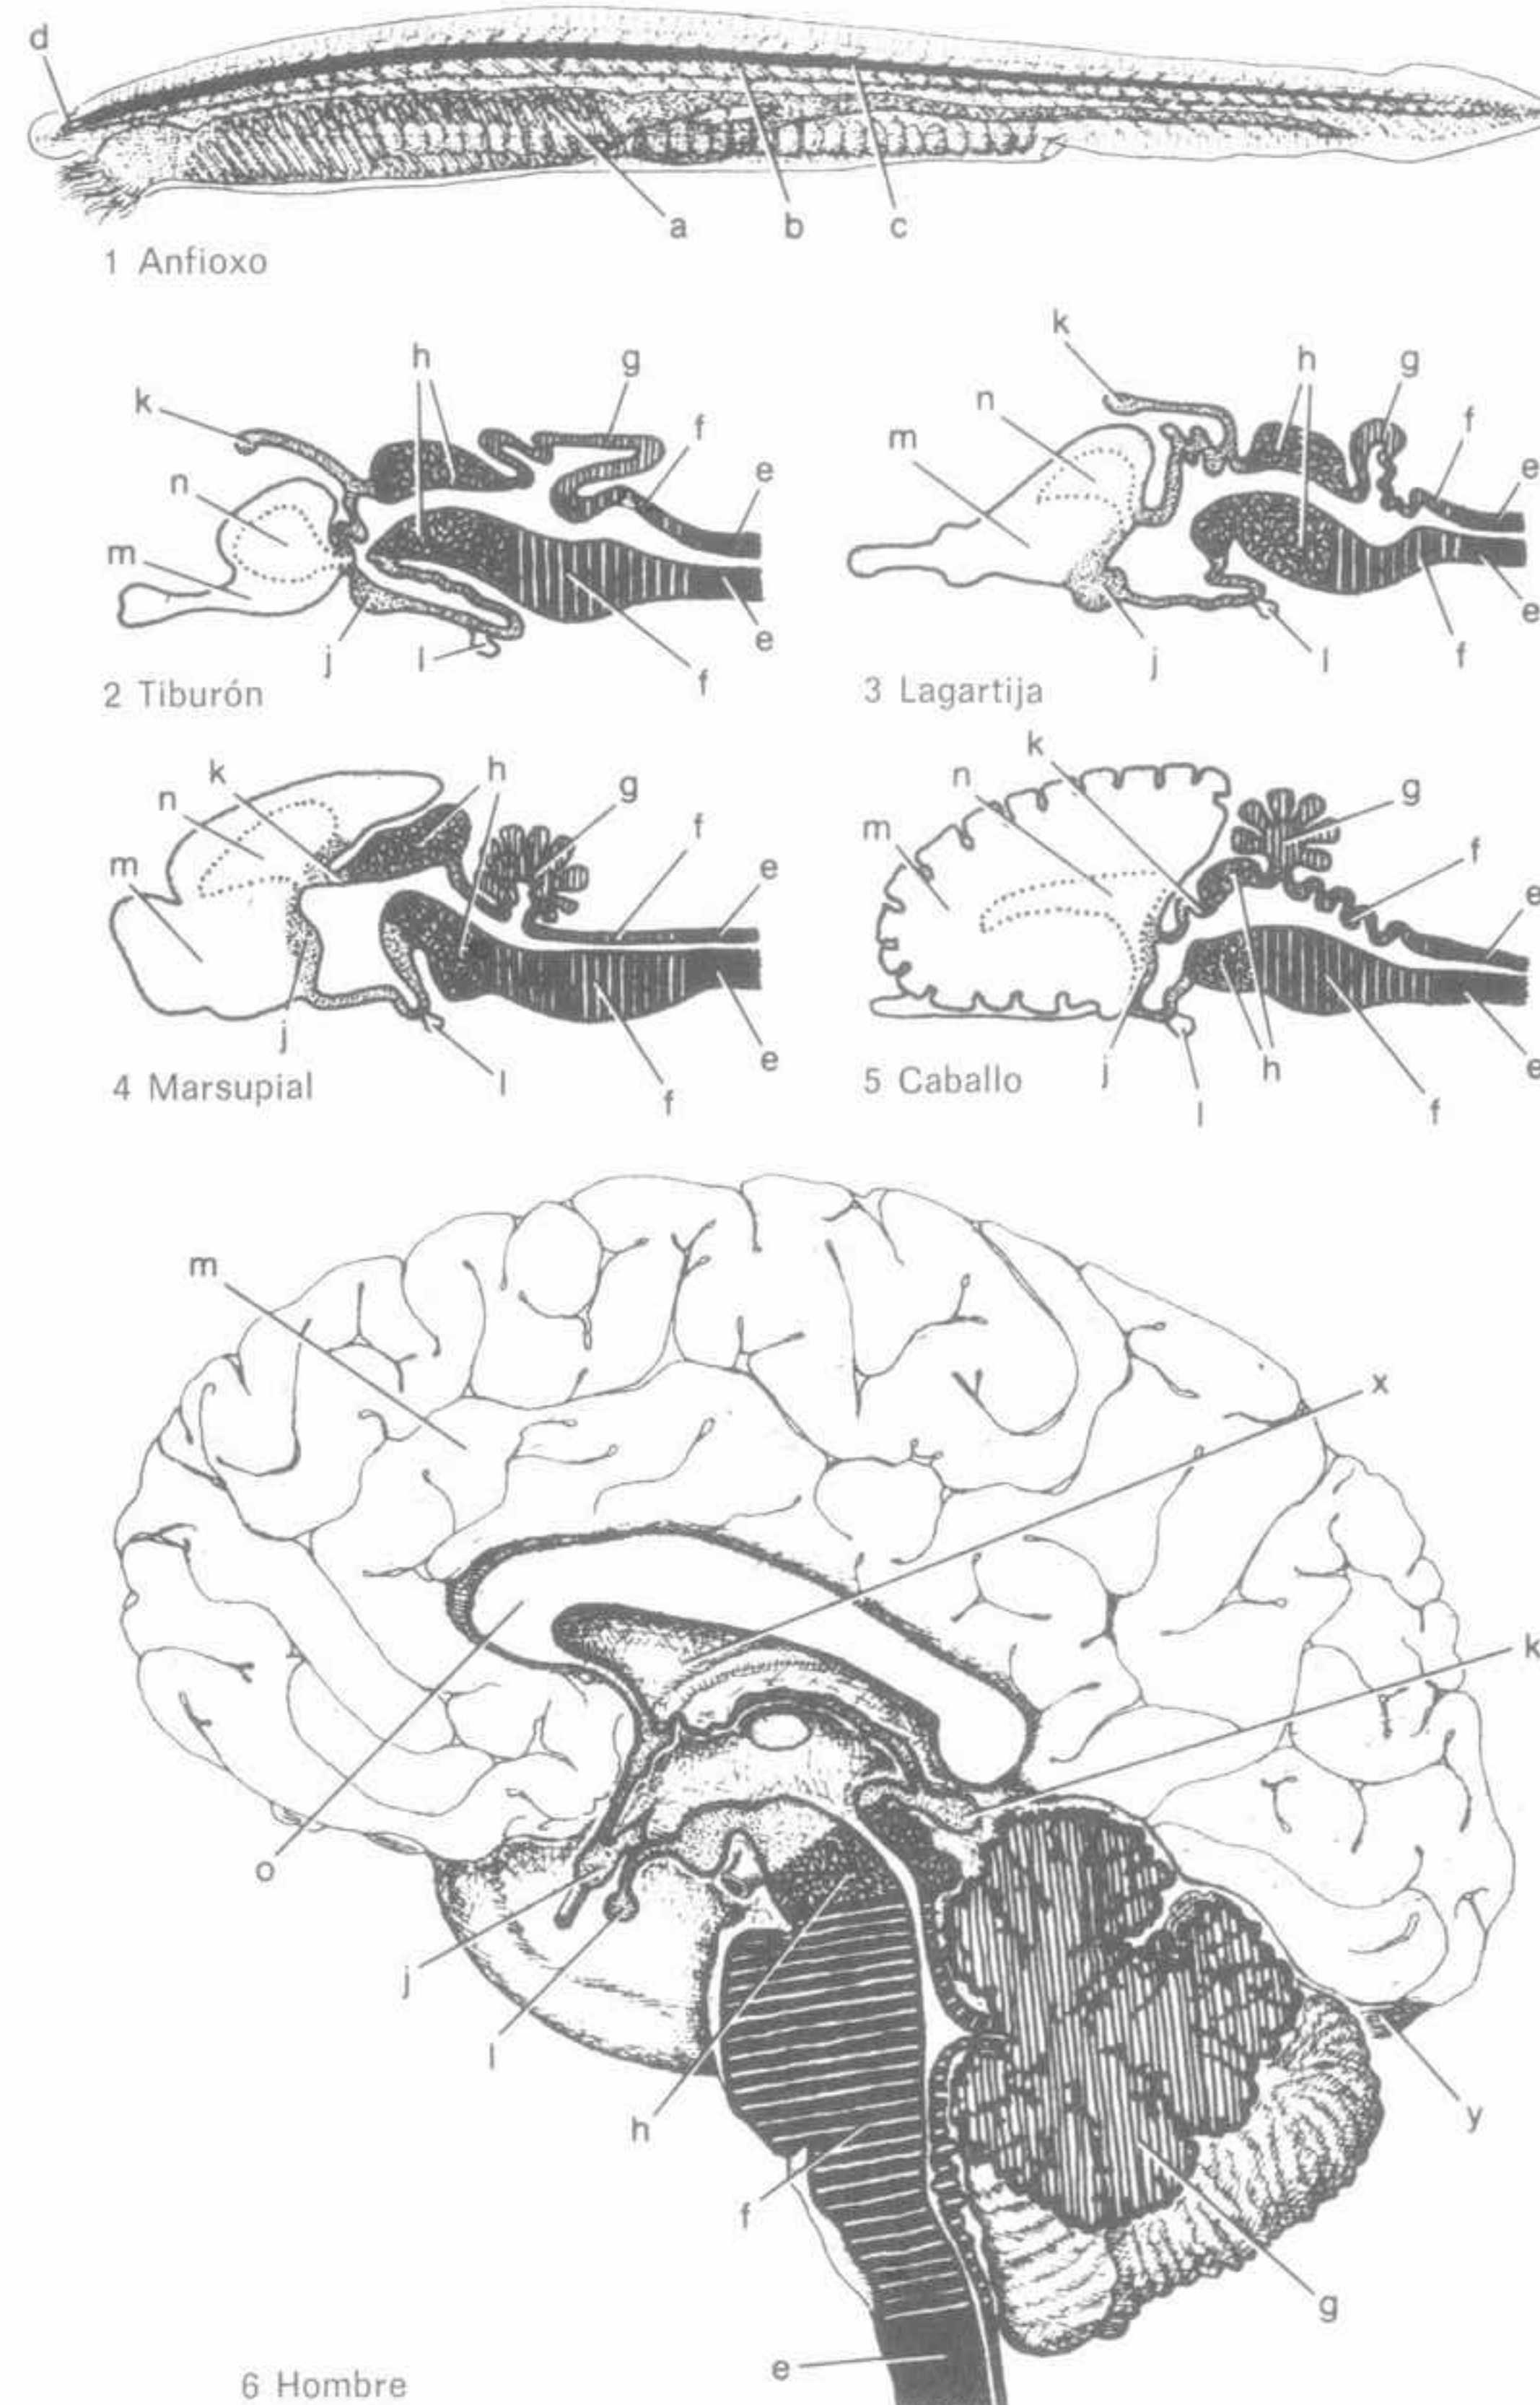 d
a b c
1 Anfioxo
k h g
n f
m e
e
j l f
2 Tiburón
k
n h g
m f
e
e
j l f
3 Lagartija
k h g
n f
m e
e
j l f
4 Marsupial
k
n g
m f
e
e
j h f
l
5 Caballo
m
x
k
o
j
l
h y
f
g
e
6 Hombre